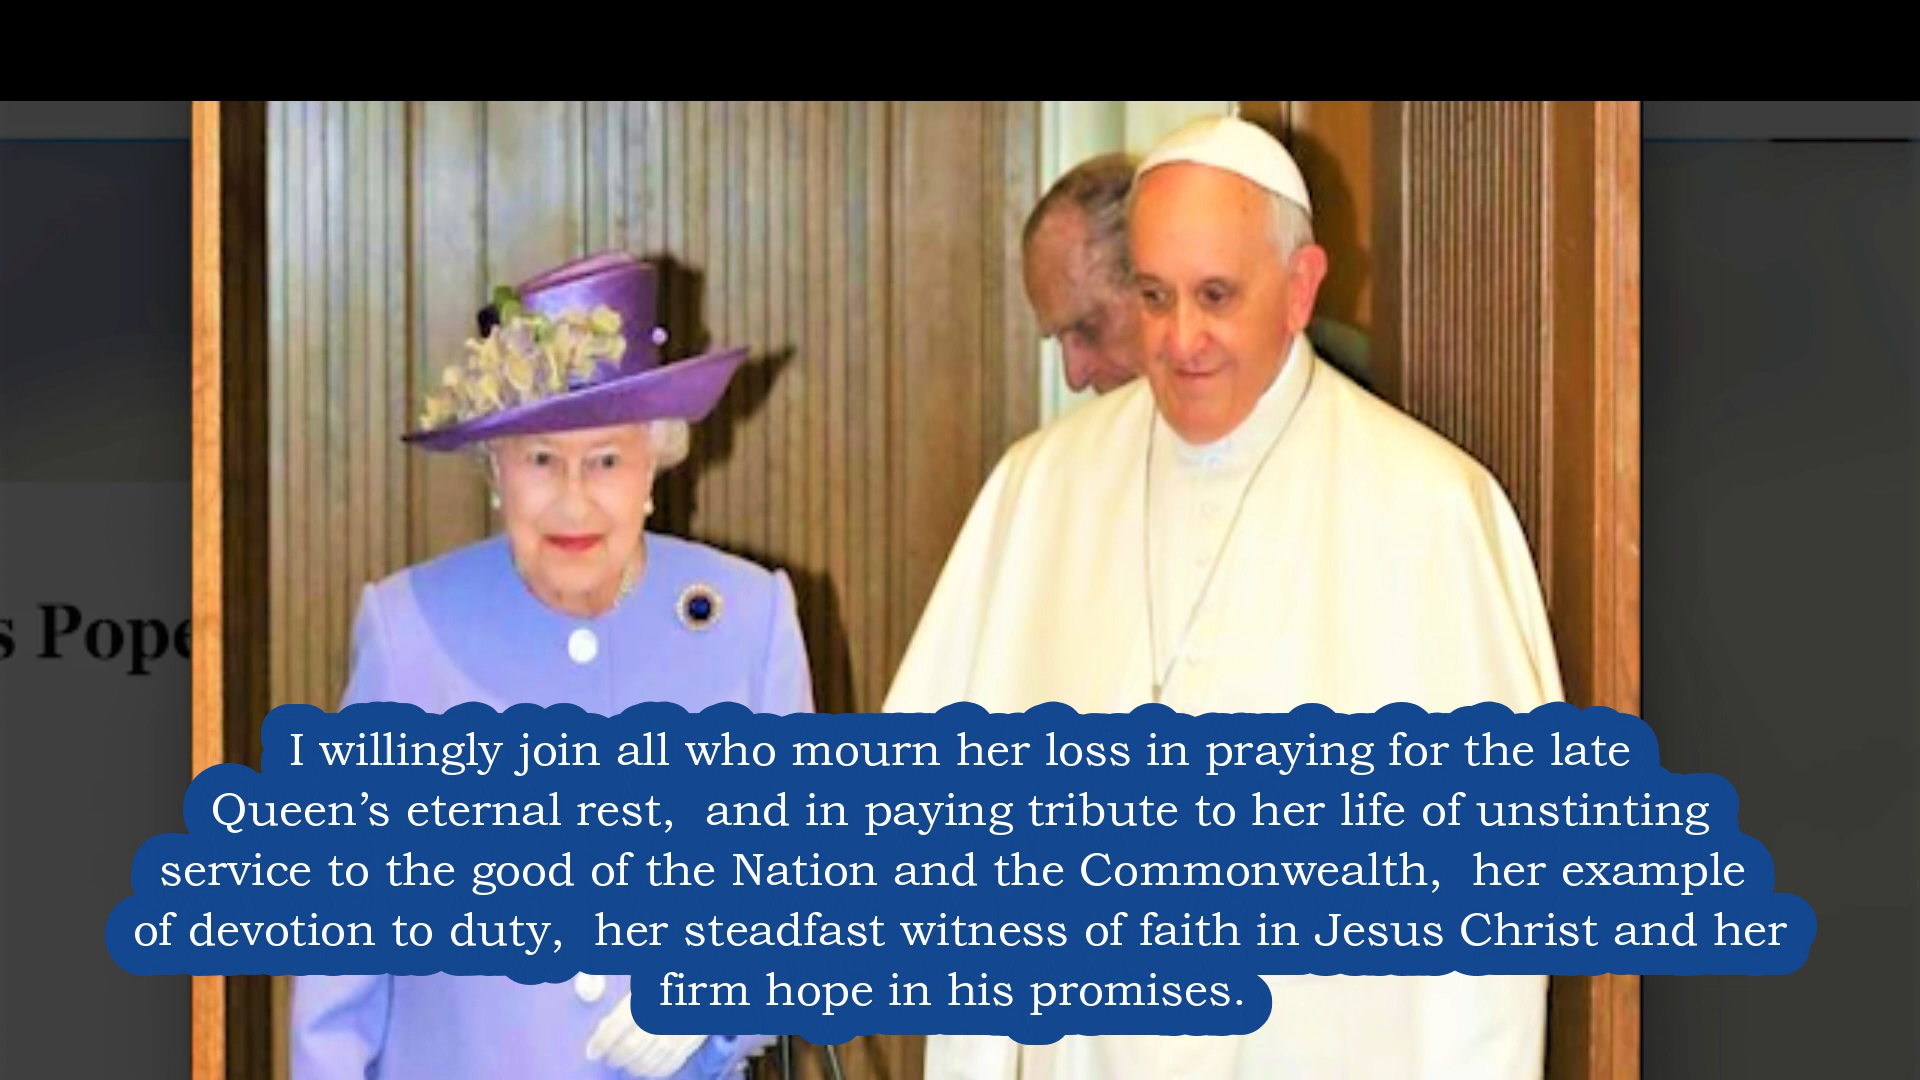 s Pope
I willingly join all who mourn her loss in praying for the late
Queen’s eternal rest,  and in paying tribute to her life of unstinting
service to the good of the Nation and the Commonwealth,  her example
of devotion to duty,  her steadfast witness of faith in Jesus Christ and her
firm hope in his promises.